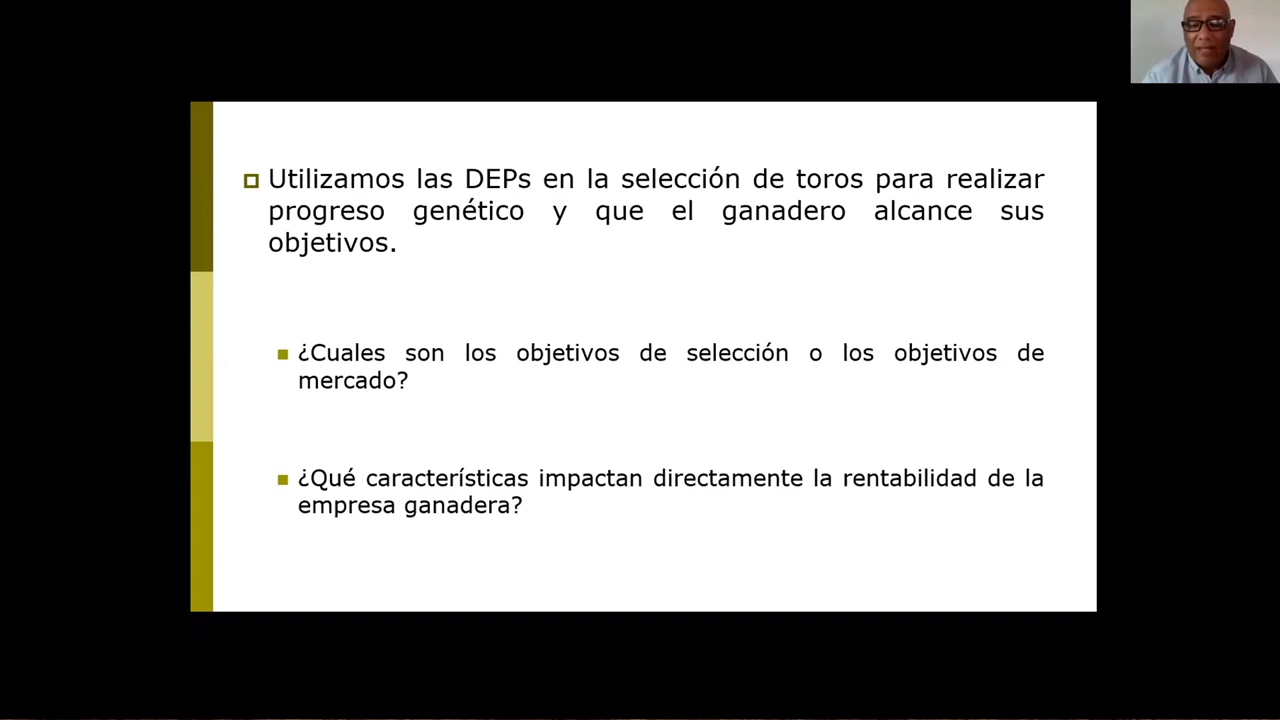 Utilizamos las DEPs en la selección de toros para realizar
progreso genético y que el ganadero alcance sus
objetivos.
¿Cuales son los objetivos de selección o los objetivos de
mercado?
¿Qué características impactan directamente la rentabilidad de la
empresa ganadera?